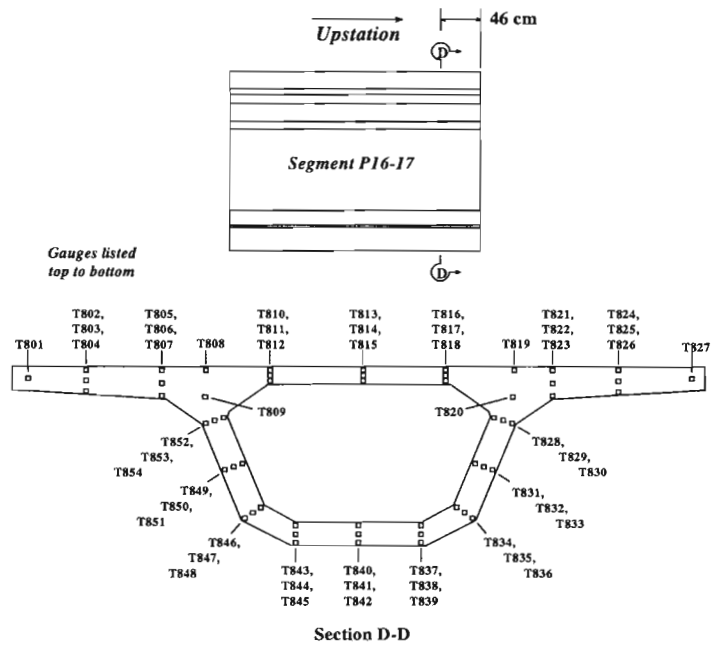 46 cm
Upstation
D
Segment P16-17
D
Gauges listed
top to bottom
T802,
T803,
T804
T805,
T806,
T807
T810,
T811,
T812
T813,
T814,
T815
T816,
T817,
T818
T821,
T822,
T823
T824,
T825,
T826
T801
T808
T819
T827
T809
T820
T852,
T853,
T854
T828,
T829,
T830
T849,
T850,
T851
T831,
T832,
T833
T846,
T847,
T848
T834,
T835,
T836
T843,
T844,
T845
T840,
T841,
T842
T837,
T838,
T839
Section D-D